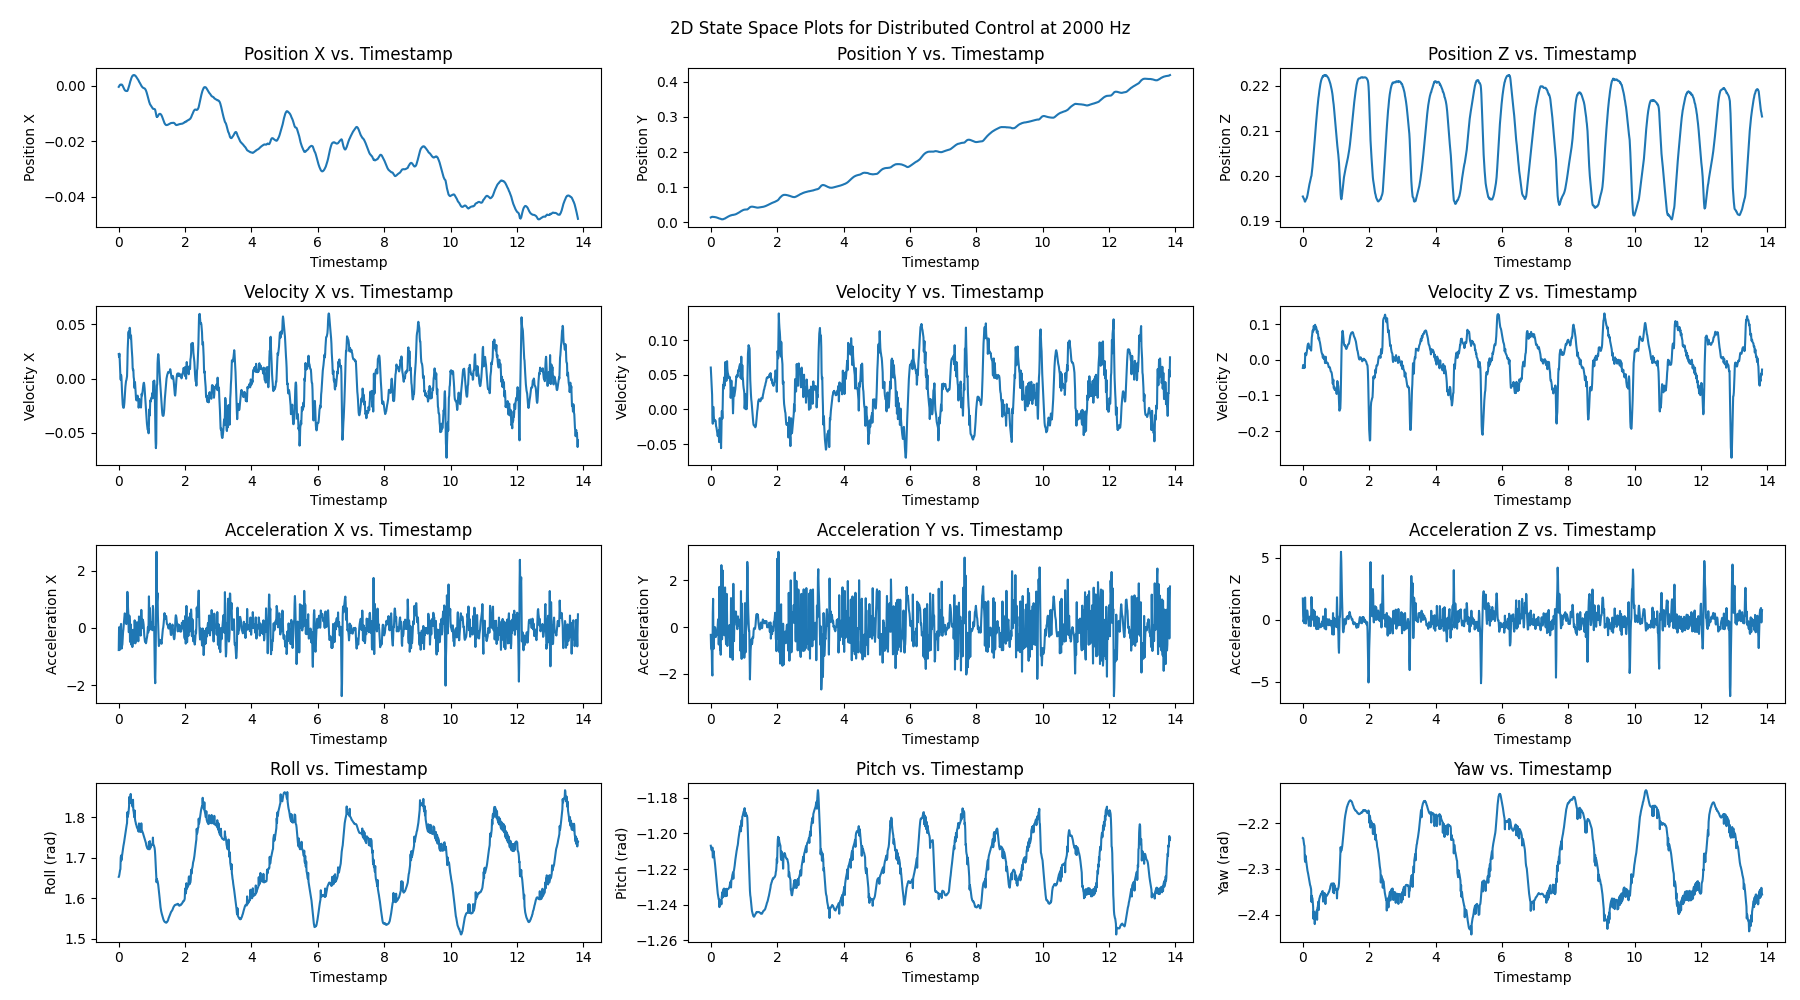 2D State Space Plots for Distributed Control at 2000 Hz
Position X vs. Timestamp
Position X
0.00
−0.02
−0.04
0 2 4 6 8 10 12 14
Timestamp
Position Y vs. Timestamp
Position Y
0.4
0.3
0.2
0.1
0.0
0 2 4 6 8 10 12 14
Timestamp
Position Z vs. Timestamp
Position Z
0.22
0.21
0.20
0.19
0 2 4 6 8 10 12 14
Timestamp
Velocity X vs. Timestamp
Velocity X
0.05
0.00
−0.05
0 2 4 6 8 10 12 14
Timestamp
Velocity Y vs. Timestamp
Velocity Y
0.10
0.05
0.00
−0.05
0 2 4 6 8 10 12 14
Timestamp
Velocity Z vs. Timestamp
Velocity Z
0.1
0.0
−0.1
−0.2
0 2 4 6 8 10 12 14
Timestamp
Acceleration X vs. Timestamp
Acceleration X
2
0
−2
0 2 4 6 8 10 12 14
Timestamp
Acceleration Y vs. Timestamp
Acceleration Y
2
0
−2
0 2 4 6 8 10 12 14
Timestamp
Acceleration Z vs. Timestamp
Acceleration Z
5
0
−5
0 2 4 6 8 10 12 14
Timestamp
Roll vs. Timestamp
Roll (rad)
1.8
1.7
1.6
1.5
0 2 4 6 8 10 12 14
Timestamp
Pitch vs. Timestamp
Pitch (rad)
−1.18
−1.20
−1.22
−1.24
−1.26
0 2 4 6 8 10 12 14
Timestamp
Yaw vs. Timestamp
Yaw (rad)
−2.2
−2.3
−2.4
0 2 4 6 8 10 12 14
Timestamp